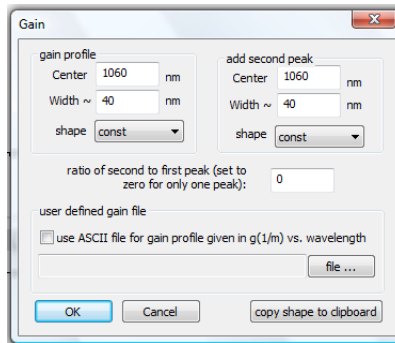 Gain
gain profile
Center 1060 nm
Width ~ 40 nm
shape const
add second peak
Center 1060 nm
Width ~ 40 nm
shape const
ratio of second to first peak (set to
zero for only one peak): 0
user defined gain file
use ASCII file for gain profile given in g(1/m) vs. wavelength
file ...
OK Cancel copy shape to clipboard